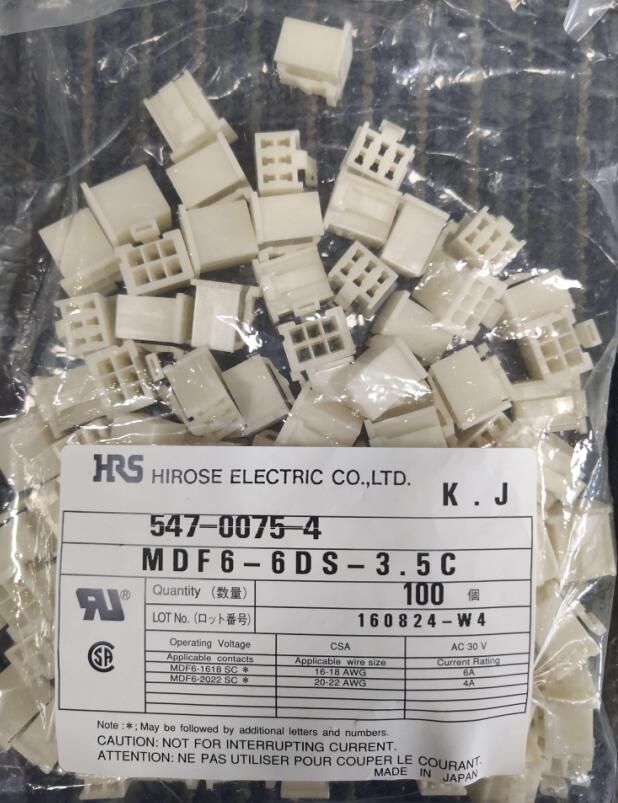 HRS HIROSE ELECTRIC CO.,LTD. K.J
547-0075-4
MDF6-6DS-3.5C
Quantity (数量) 100 個
LOT No. (ロット番号) 160824-W4
Operating Voltage CSA AC 30 V
Applicable contacts Applicable wire size Current Rating
MDF6-1618 SC * 16-18 AWG 6A
MDF6-2022 SC * 20-22 AWG 4A
Note :*; May be followed by additional letters and numbers.
CAUTION: NOT FOR INTERRUPTING CURRENT.
ATTENTION: NE PAS UTILISER POUR COUPER LE COURANT.
MADE IN JAPAN